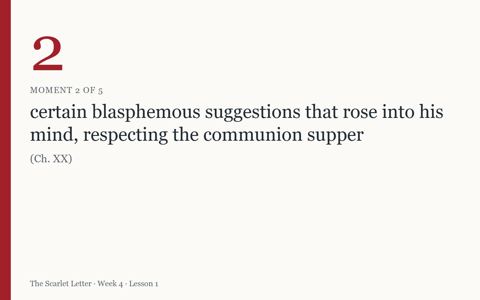 2
MOMENT 2 OF 5
certain blasphemous suggestions that rose into his
mind, respecting the communion supper
(Ch. XX)
The Scarlet Letter · Week 4 · Lesson 1